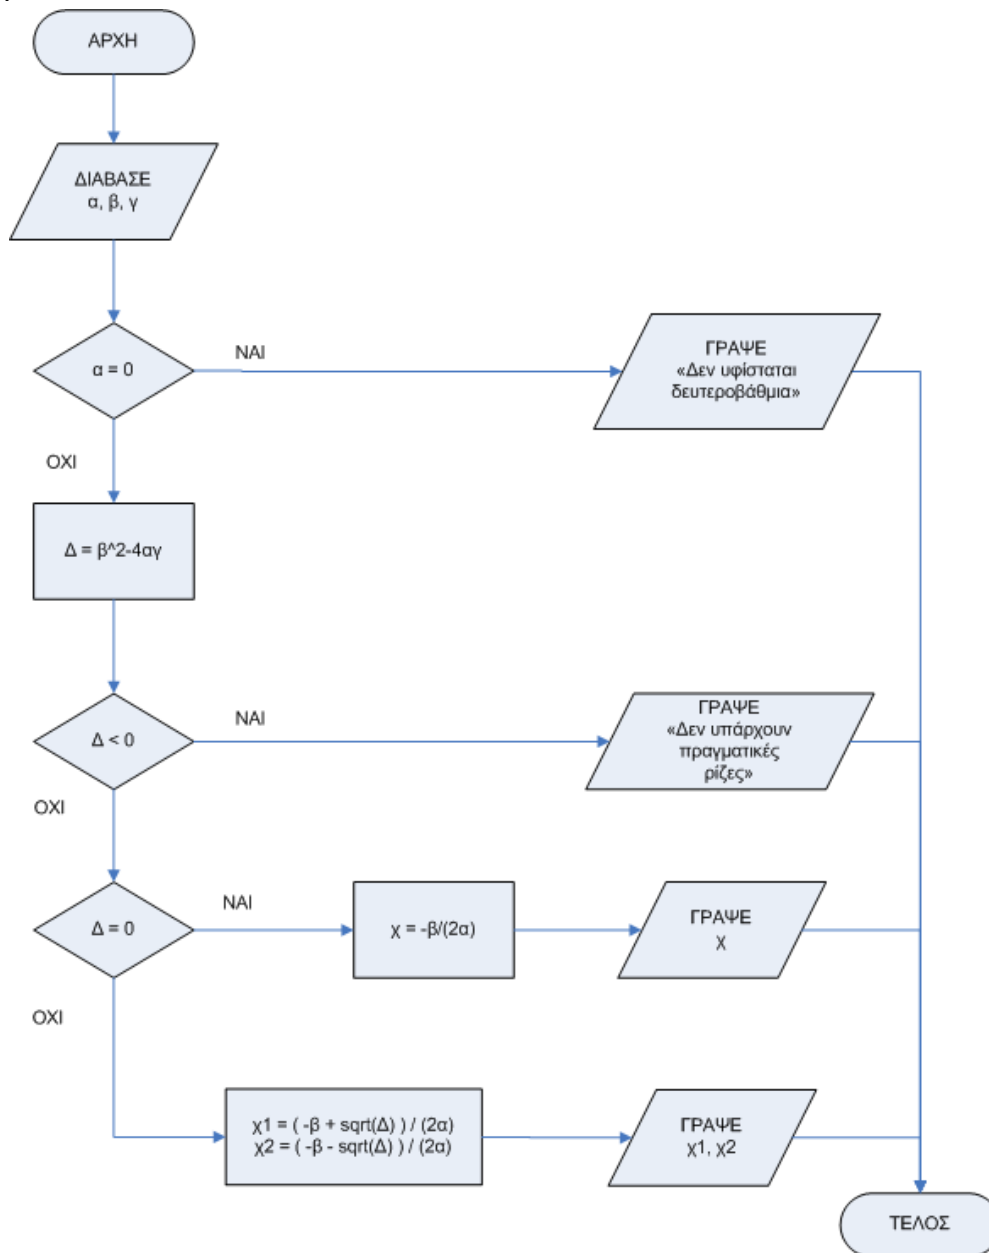 ΑΡΧΗ
ΔΙΑΒΑΣΕ
α, β, γ
α = 0
ΝΑΙ
ΓΡΑΨΕ
«Δεν υφίσταται
δευτεροβάθμια»
ΟΧΙ
Δ = β^2-4αγ
Δ < 0
ΝΑΙ
ΓΡΑΨΕ
«Δεν υπάρχουν
πραγματικές
ρίζες»
ΟΧΙ
Δ = 0
ΝΑΙ
χ = -β/(2α)
ΓΡΑΨΕ
χ
ΟΧΙ
χ1 = ( -β + sqrt(Δ) ) / (2α)
χ2 = ( -β - sqrt(Δ) ) / (2α)
ΓΡΑΨΕ
χ1, χ2
ΤΕΛΟΣ